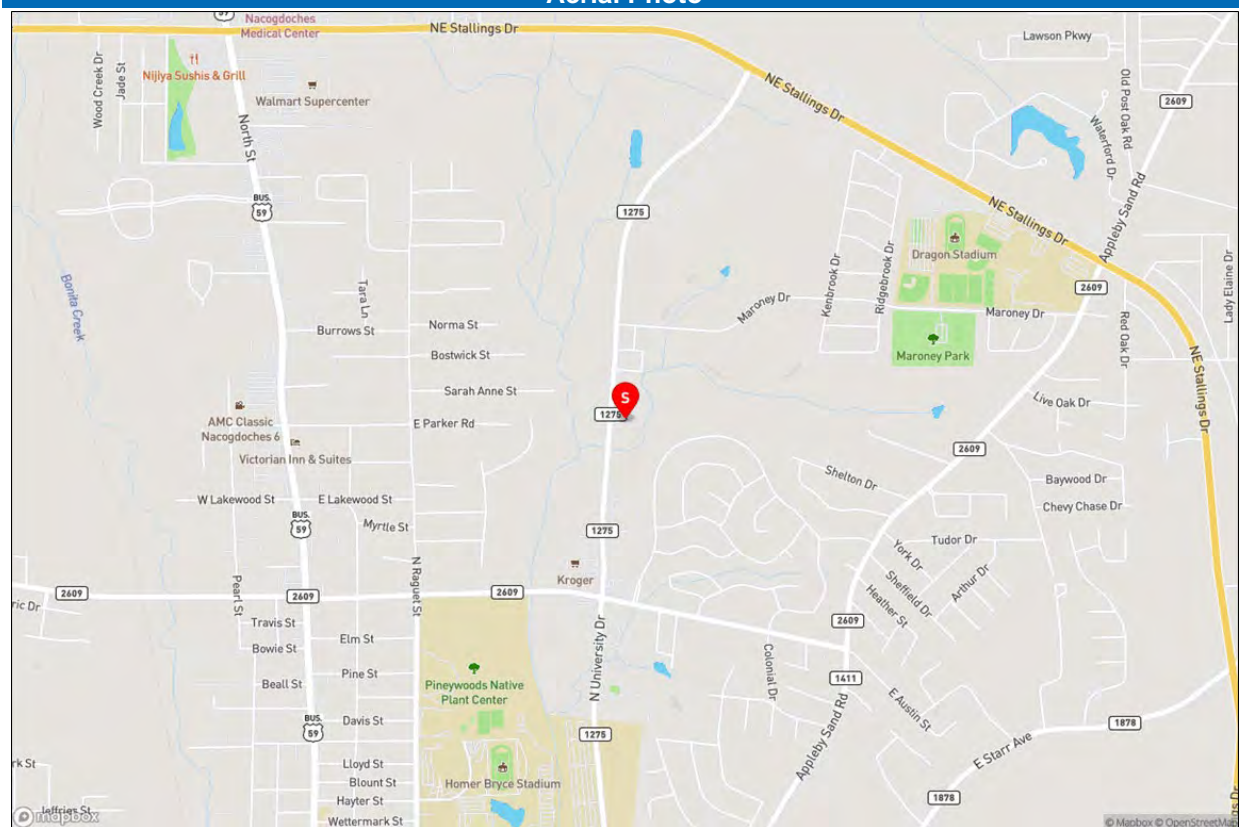 Aerial Photo
59
Nacogdoches
Medical Center
NE Stallings Dr
Lawson Pkwy
Wood Creek Dr
Jade St
Nijiya Sushis & Grill
Walmart Supercenter
NE Stallings Dr
Old Post Oak Rd
2609
North St
Waterford Dr
Appleby Sand Rd
BUS.
59
1275
NE Stallings Dr
Dragon Stadium
Lady Elaine Dr
Bonita Creek
Tara Ln
Kenbrook Dr
Ridgebrook Dr
2609
Maroney Dr
Maroney Dr
Burrows St
Norma St
Red Oak Dr
Bostwick St
Maroney Park
NE Stallings Dr
Sarah Anne St
S
Live Oak Dr
AMC Classic
Nacogdoches 6
1275
E Parker Rd
2609
Victorian Inn & Suites
Shelton Dr
Baywood Dr
W Lakewood St
E Lakewood St
Chevy Chase Dr
BUS.
59
Myrtle St
1275
York Dr
Tudor Dr
N Raguet St
Kroger
Sheffield Dr
Arthur Dr
Pearl St
2609
2609
2609
Heather St
ric Dr
Travis St
2609
Elm St
Bowie St
N University Dr
Colonial Dr
Pine St
Beall St
Pineywoods Native
Plant Center
1411
E Austin St
BUS.
59
Davis St
1275
Appleby Sand Rd
1878
E Starr Ave
rk St
Lloyd St
Blount St
Homer Bryce Stadium
Hayter St
1878
Jeffries St
mapbox
Wettermark St
© Mapbox © OpenStreetMap